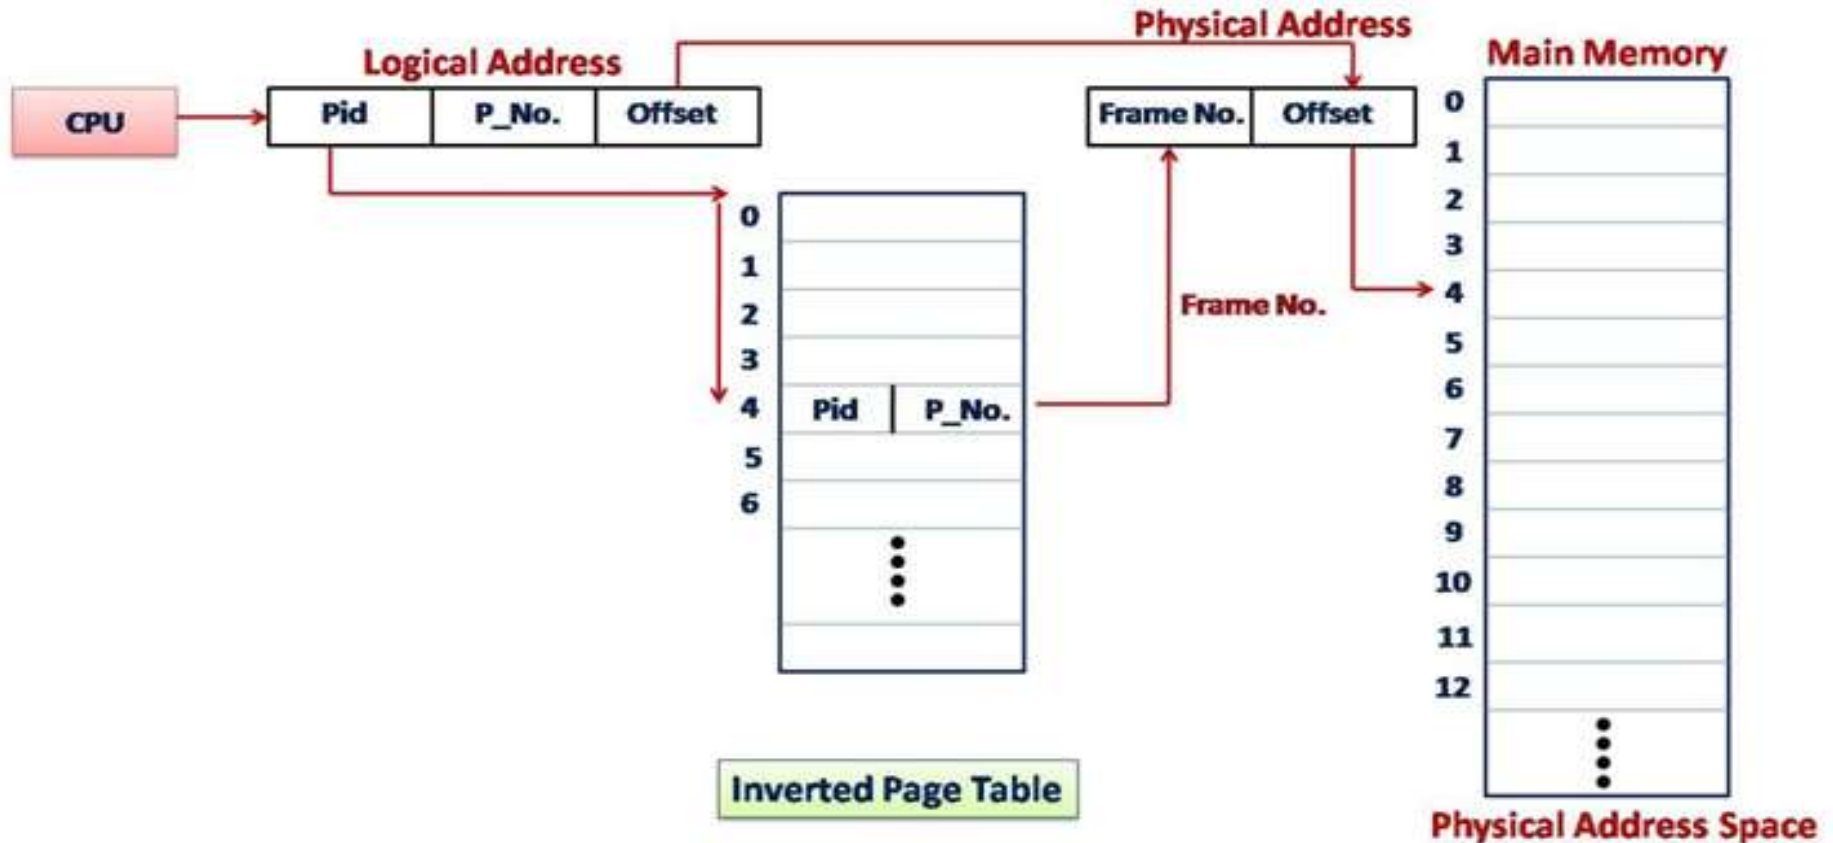 Physical Address
Logical Address
Main Memory
CPU
Pid P_No. Offset
Frame No. Offset
0
1
2
3
4 Pid P_No.
5
6
Frame No.
0
1
2
3
4
5
6
7
8
9
10
11
12
Inverted Page Table
Physical Address Space